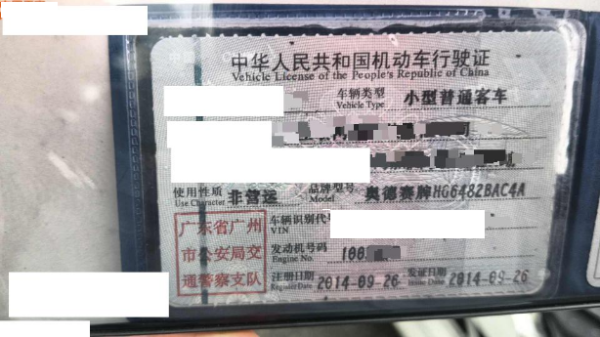 中华人民共和国机动车行驶证
Vehicle License of the People's Republic of China
车辆类型 小型普通客车
Vehicle Type
使用性质 非营运 品牌型号 奥德赛牌HG6482BAC4A
Use Character Model
广东省广州 车辆识别代号
VIN
市公安局交 发动机号码 100
Engine No.
通警察支队 注册日期 2014-09-26 发证日期 2014-09-26
Register Date Issue Date